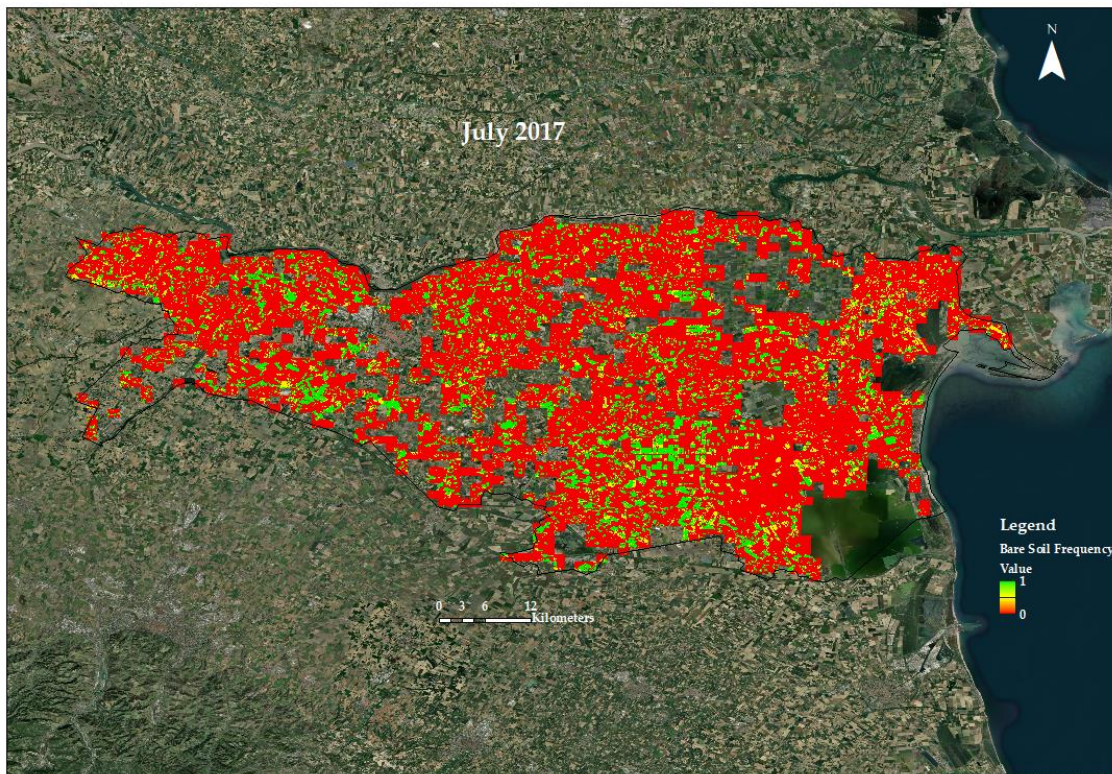 N
July 2017
Legend
Bare Soil Frequency
Value
1
0
0 3 6 12
Kilometers